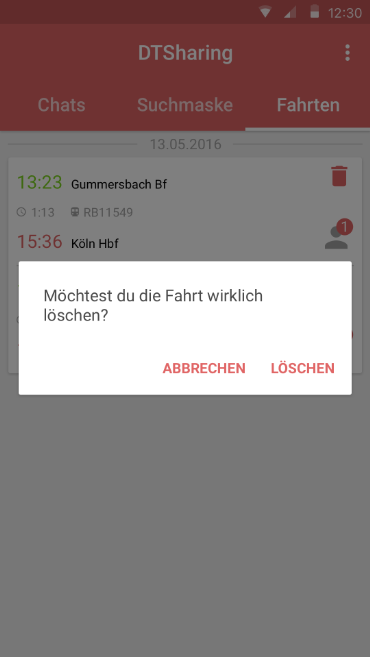 12:30
DTSharing
Chats Suchmaske Fahrten
13.05.2016
13:23 Gummersbach Bf
1:13 RB11549
15:36 Köln Hbf
1
Möchtest du die Fahrt wirklich
löschen?
ABBRECHEN LÖSCHEN